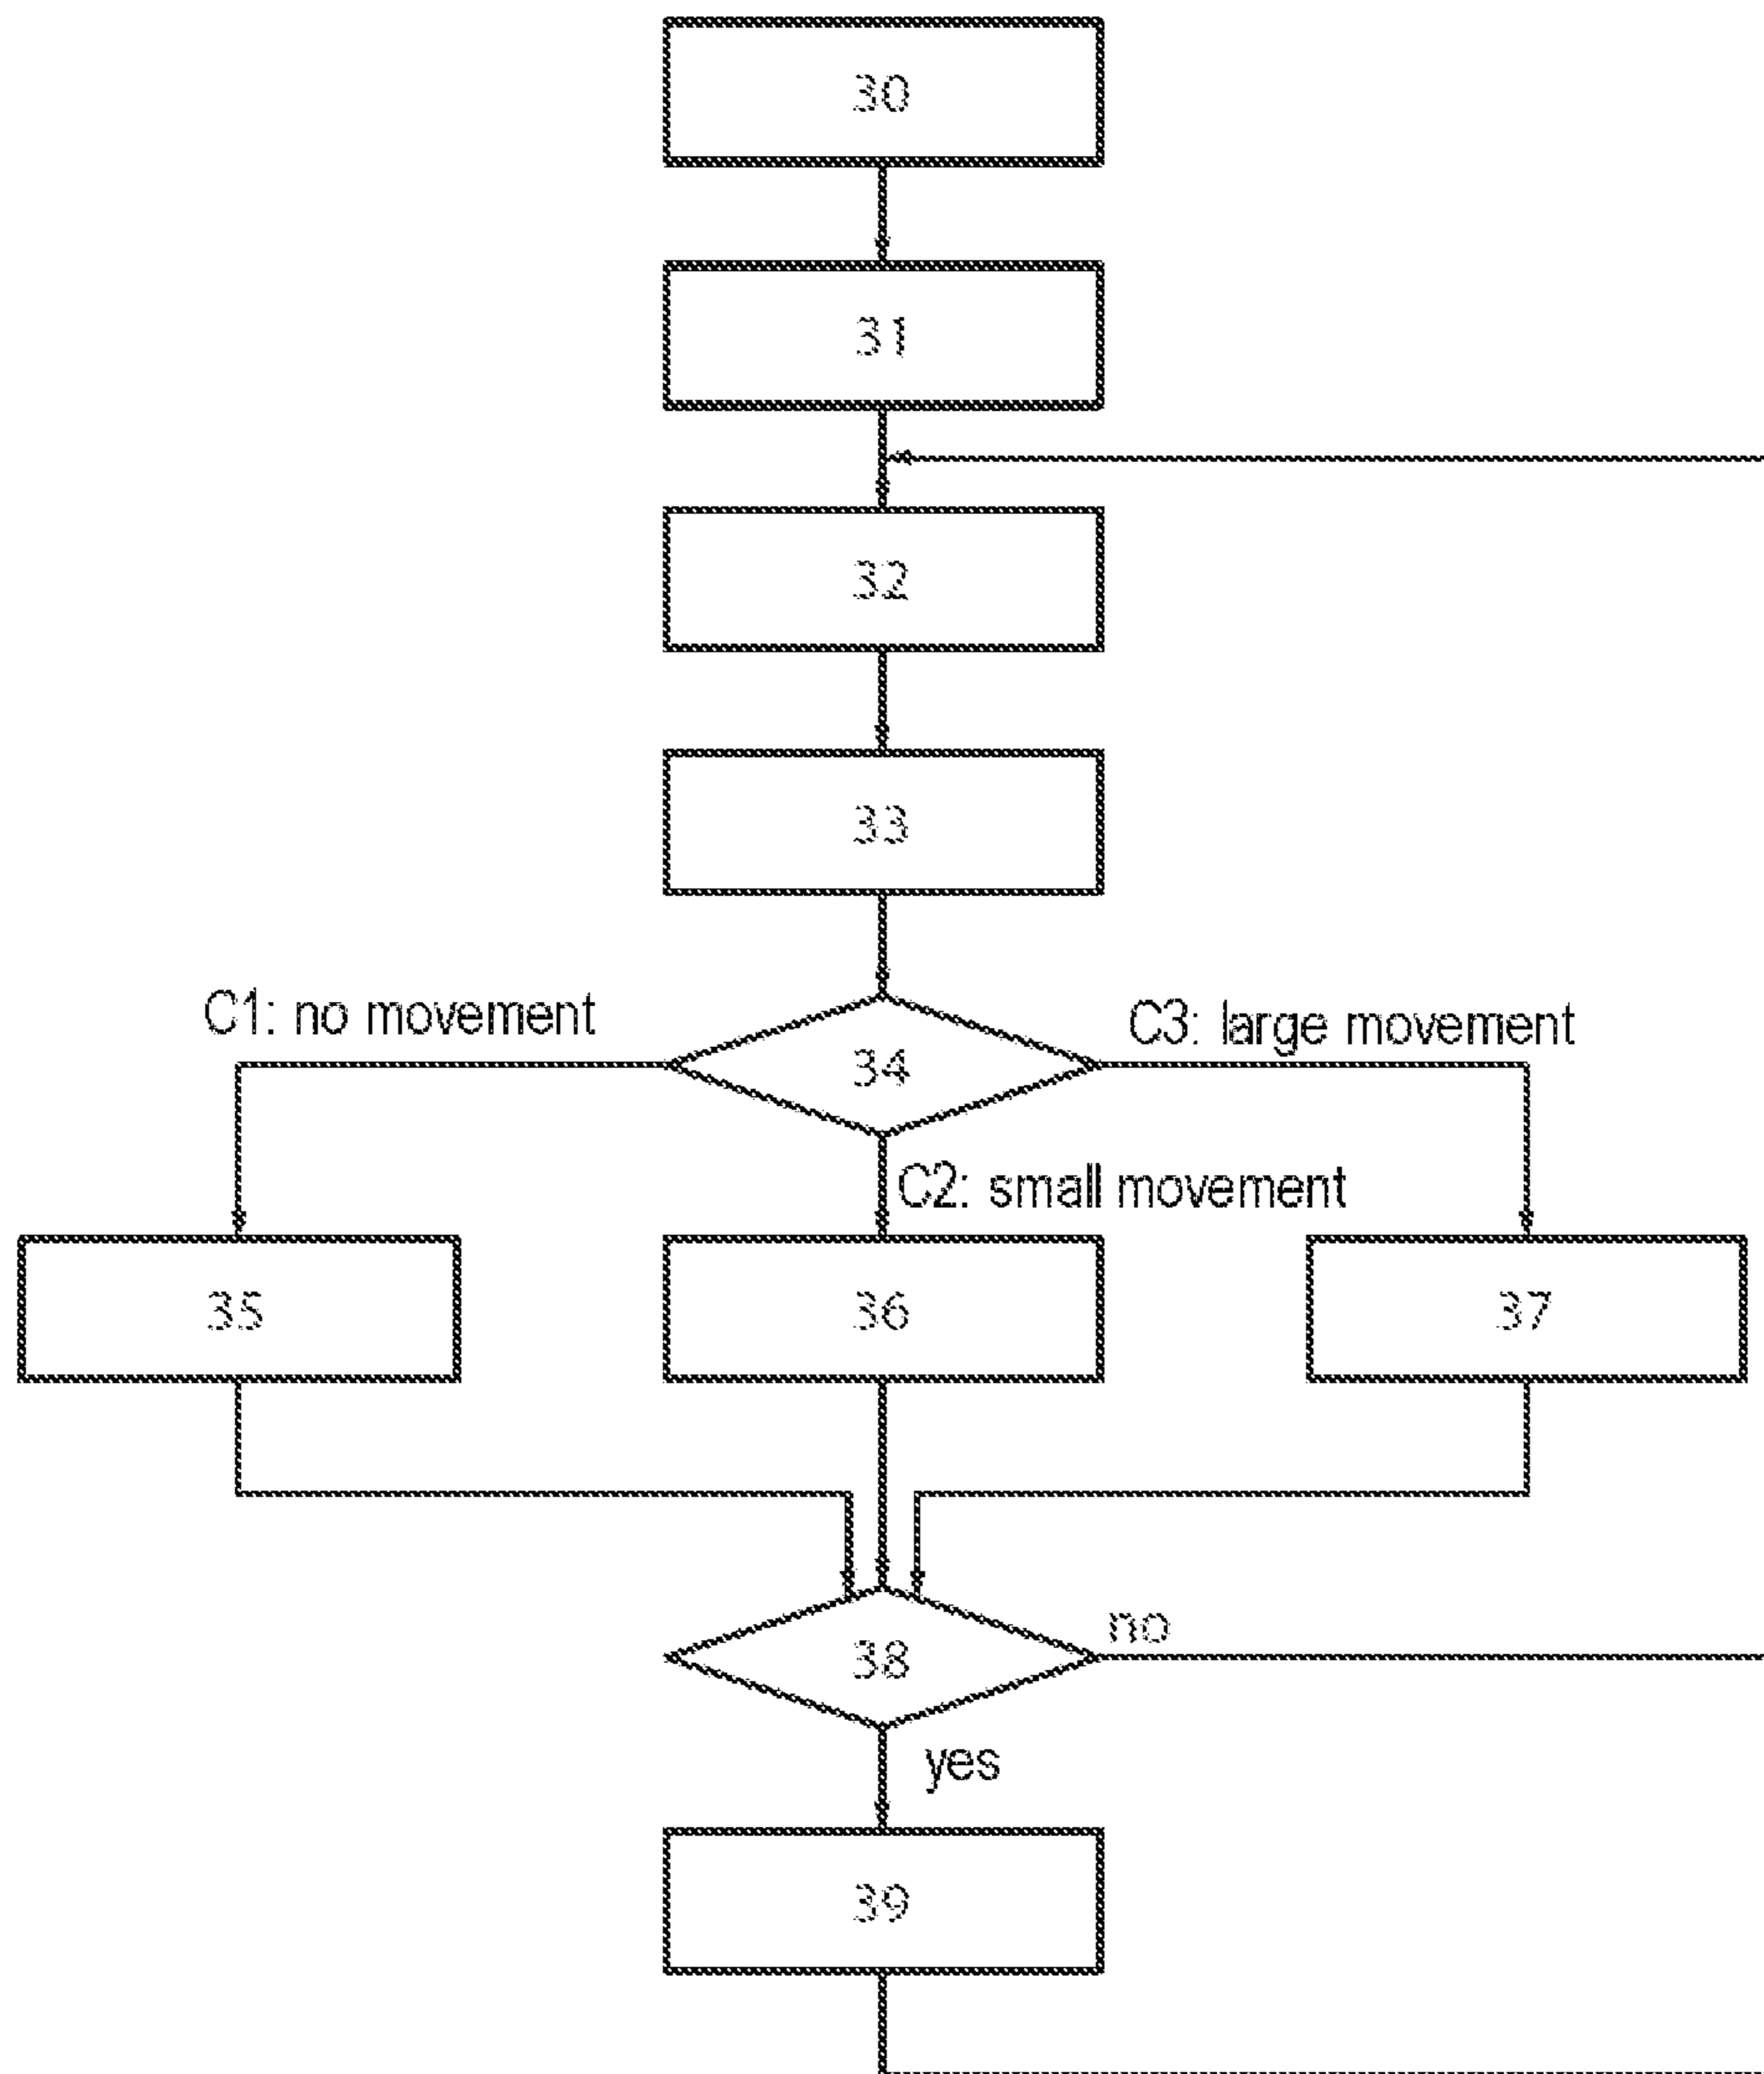 30
31
32
33
C1: no movement
C3: large movement
34
C2: small movement
35
36
37
no
38
yes
39